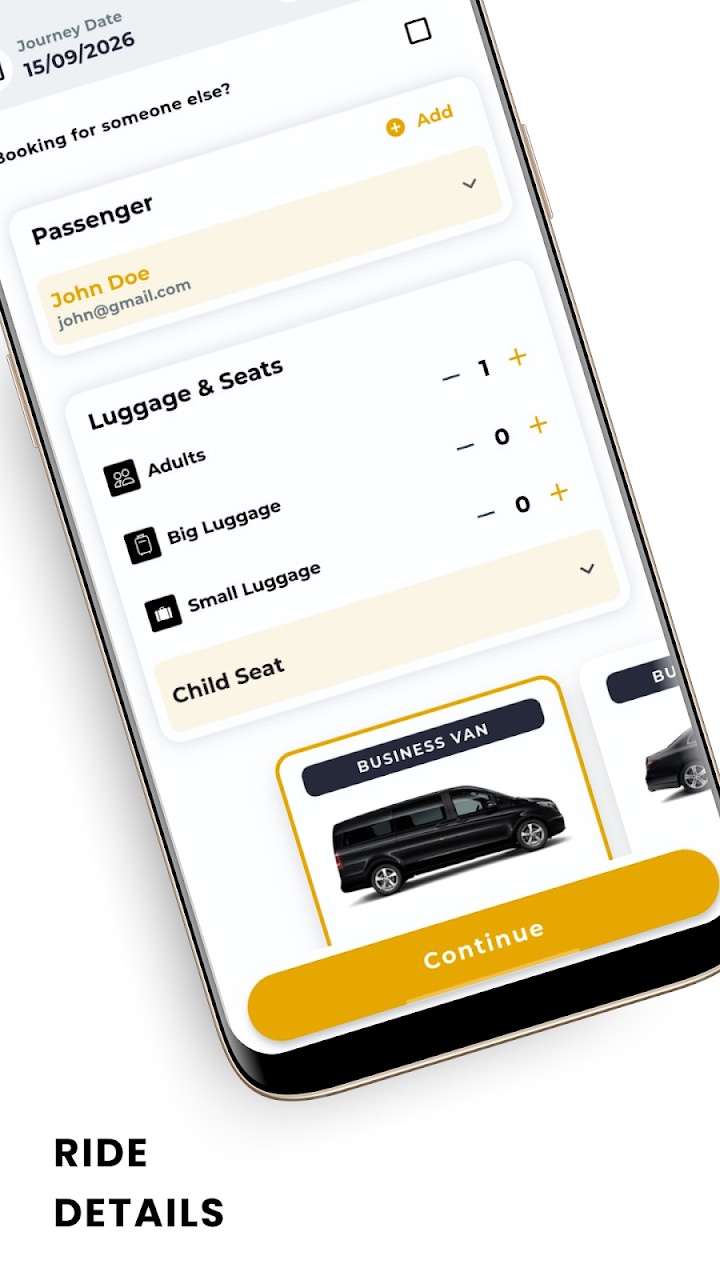 Journey Date
15/09/2026
Booking for someone else?
Passenger
Add
John Doe
john@gmail.com
Luggage & Seats
Adults
1
Big Luggage
0
Small Luggage
0
Child Seat
BUSINESS VAN
BU
Continue
RIDE
DETAILS